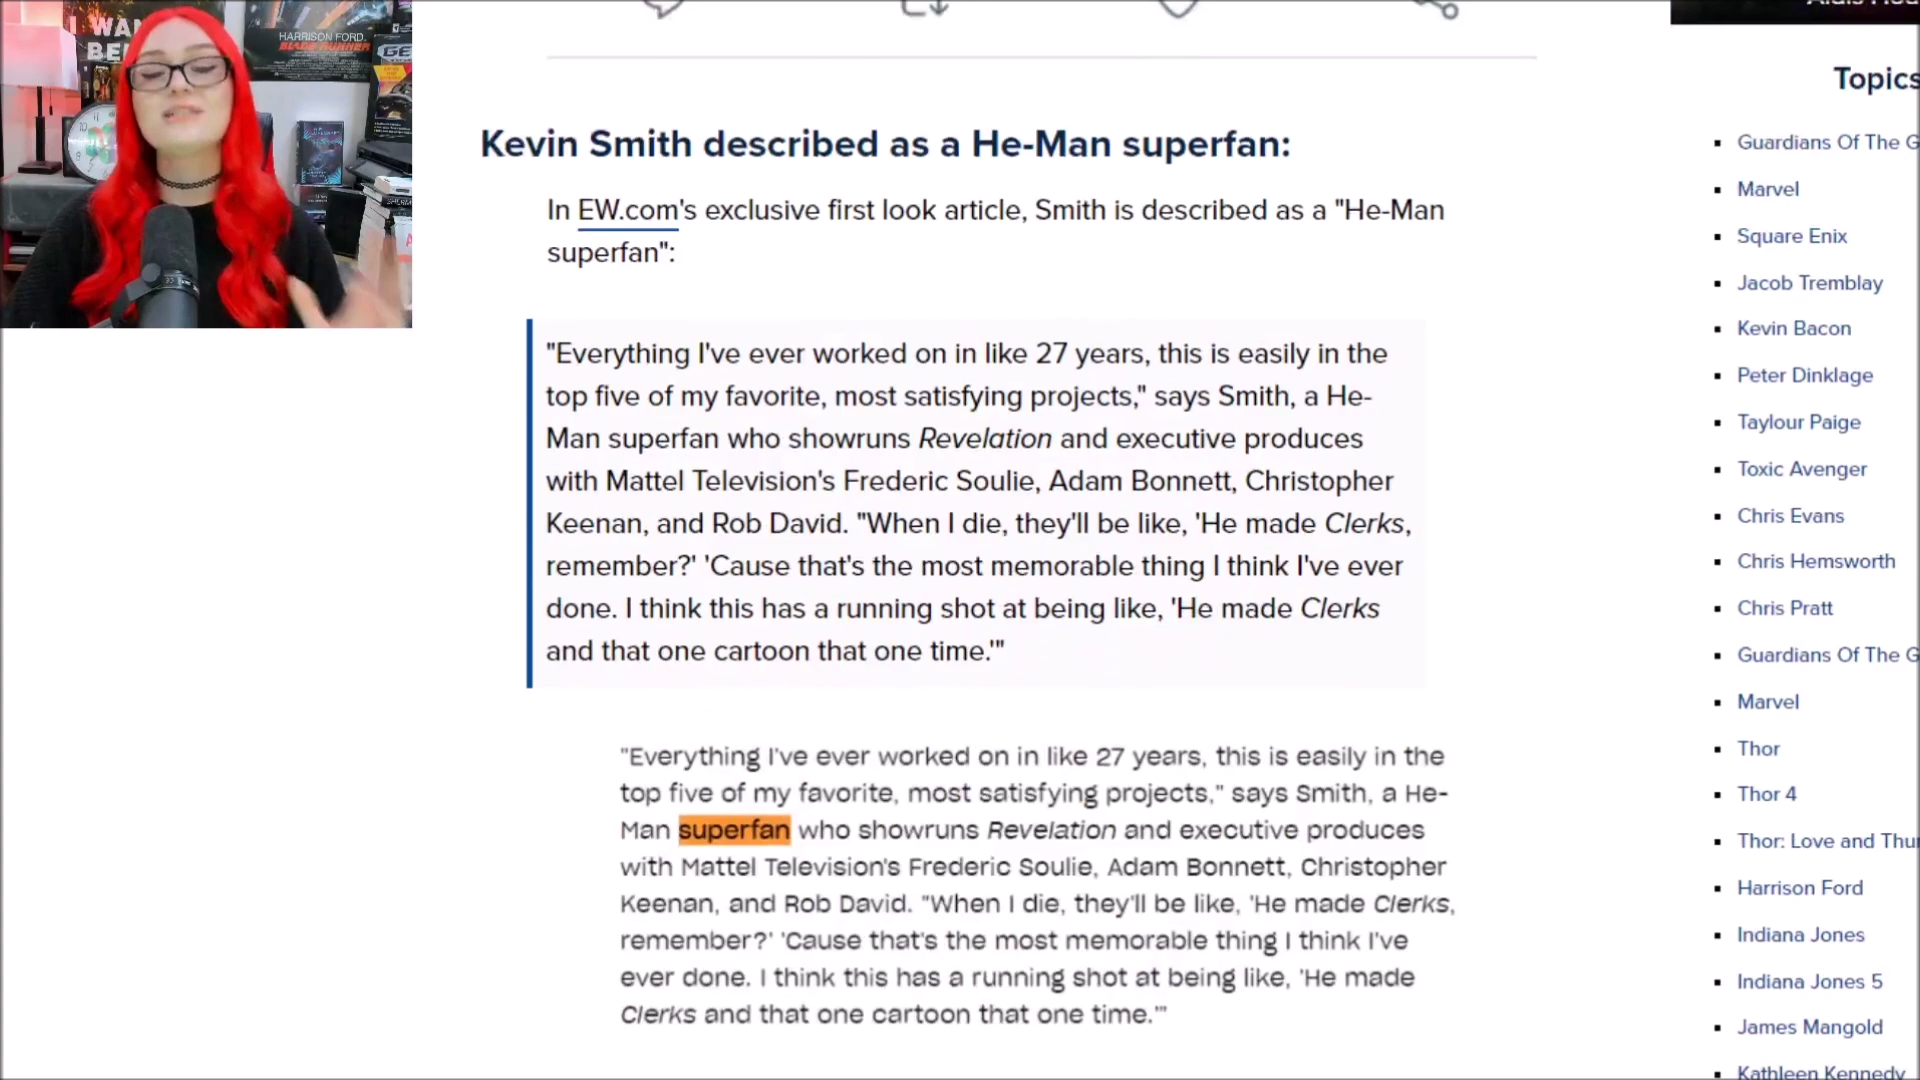 I WA
BE
HARRISON FORD
BLADE RUNNER
GE
Kevin Smith described as a He-Man superfan:
In EW.com's exclusive first look article, Smith is described as a "He-Man
superfan":
"Everything I've ever worked on in like 27 years, this is easily in the
top five of my favorite, most satisfying projects," says Smith, a He-
Man superfan who showruns Revelation and executive produces
with Mattel Television's Frederic Soulie, Adam Bonnett, Christopher
Keenan, and Rob David. "When I die, they'll be like, 'He made Clerks,
remember?' 'Cause that's the most memorable thing I think I've ever
done. I think this has a running shot at being like, 'He made Clerks
and that one cartoon that one time.'"
"Everything I've ever worked on in like 27 years, this is easily in the
top five of my favorite, most satisfying projects," says Smith, a He-
Man superfan who showruns Revelation and executive produces
with Mattel Television's Frederic Soulie, Adam Bonnett, Christopher
Keenan, and Rob David. "When I die, they'll be like, 'He made Clerks,
remember?' 'Cause that's the most memorable thing I think I've
ever done. I think this has a running shot at being like, 'He made
Clerks and that one cartoon that one time.'"
Topics
Guardians Of The G
Marvel
Square Enix
Jacob Tremblay
Kevin Bacon
Peter Dinklage
Taylour Paige
Toxic Avenger
Chris Evans
Chris Hemsworth
Chris Pratt
Guardians Of The G
Marvel
Thor
Thor 4
Thor: Love and Thu
Harrison Ford
Indiana Jones
Indiana Jones 5
James Mangold
Kathleen Kennedy